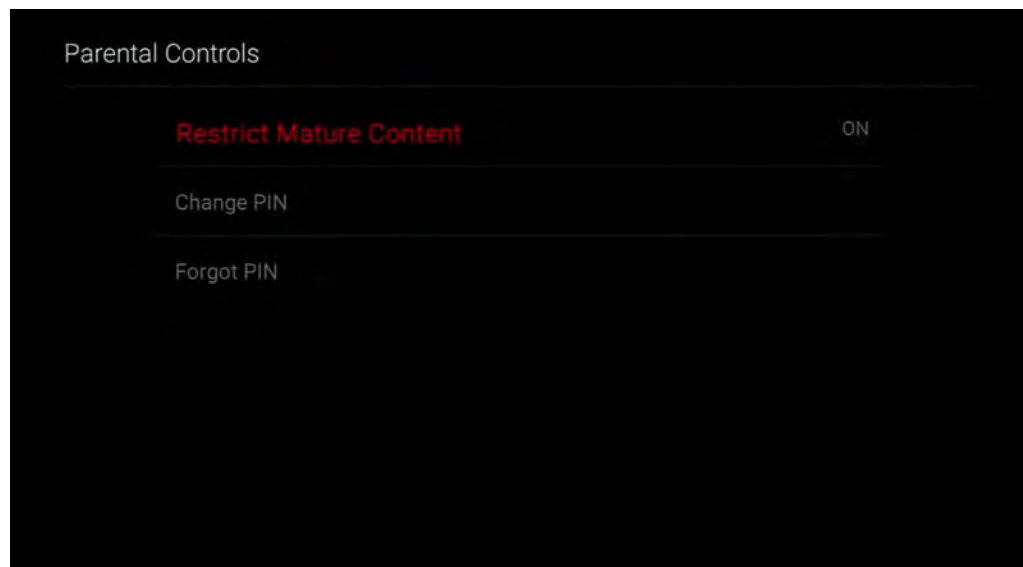 Parental Controls
Restrict Mature Content ON
Change PIN
Forgot PIN